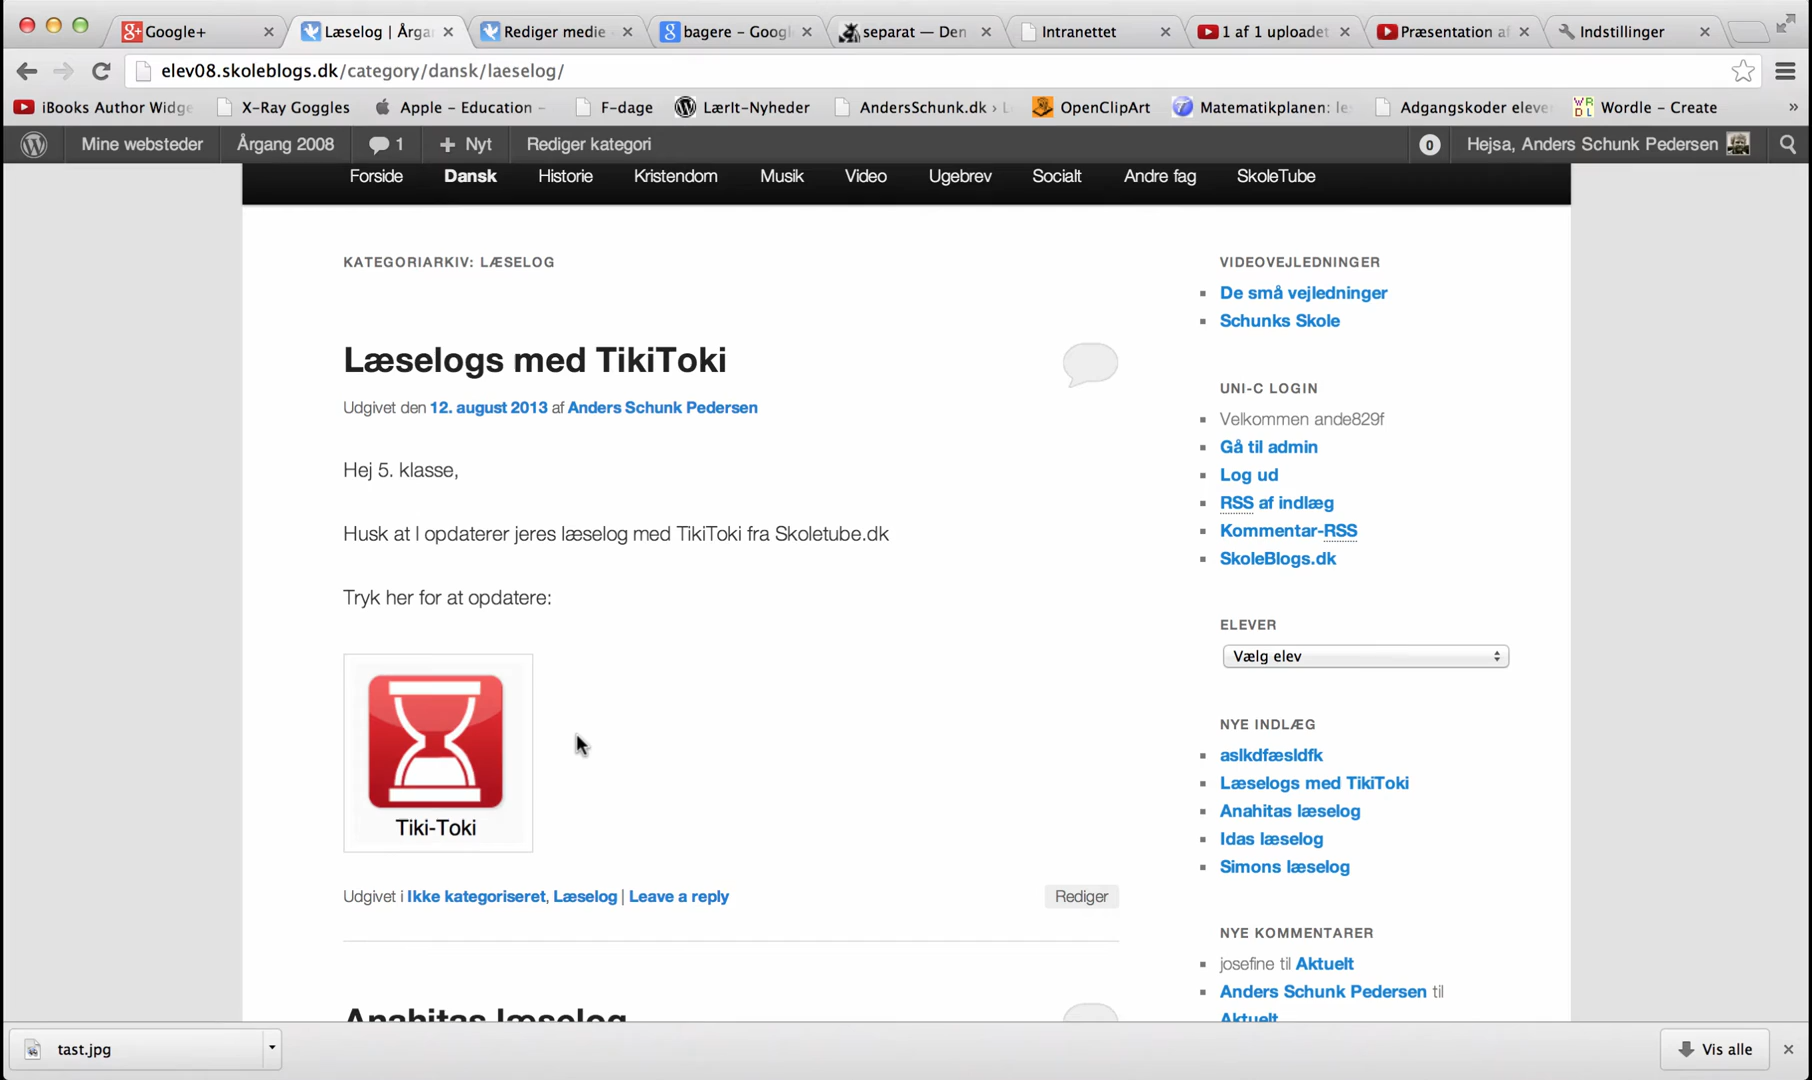 Google+
Læselog | Årga
Rediger medie
bagere – Googl
separat — Den
Intranettet
1 af 1 uploadet
Præsentation af
Indstillinger
elev08.skoleblogs.dk/category/dansk/laeselog/
iBooks Author Widge
X-Ray Goggles
Apple – Education –
F-dage
LærIt-Nyheder
AndersSchunk.dk › L
OpenClipArt
Matematikplanen: le
Adgangskoder elever
Wordle – Create
»
Mine websteder
Årgang 2008
1
+ Nyt
Rediger kategori
0
Hejsa, Anders Schunk Pedersen
Forside
Dansk
Historie
Kristendom
Musik
Video
Ugebrev
Socialt
Andre fag
SkoleTube
KATEGORIARKIV: LÆSELOG
Læselogs med TikiToki
Udgivet den 12. august 2013 af Anders Schunk Pedersen
Hej 5. klasse,
Husk at I opdaterer jeres læselog med TikiToki fra Skoletube.dk
Tryk her for at opdatere:
Tiki-Toki
Udgivet i Ikke kategoriseret, Læselog | Leave a reply
Rediger
Anahitas læselog
VIDEOVEJLEDNINGER
De små vejledninger
Schunks Skole
UNI-C LOGIN
Velkommen ande829f
Gå til admin
Log ud
RSS af indlæg
Kommentar-RSS
SkoleBlogs.dk
ELEVER
Vælg elev
NYE INDLÆG
aslkdfæsldfk
Læselogs med TikiToki
Anahitas læselog
Idas læselog
Simons læselog
NYE KOMMENTARER
josefine til Aktuelt
Anders Schunk Pedersen til
Aktuelt
tast.jpg
Vis alle